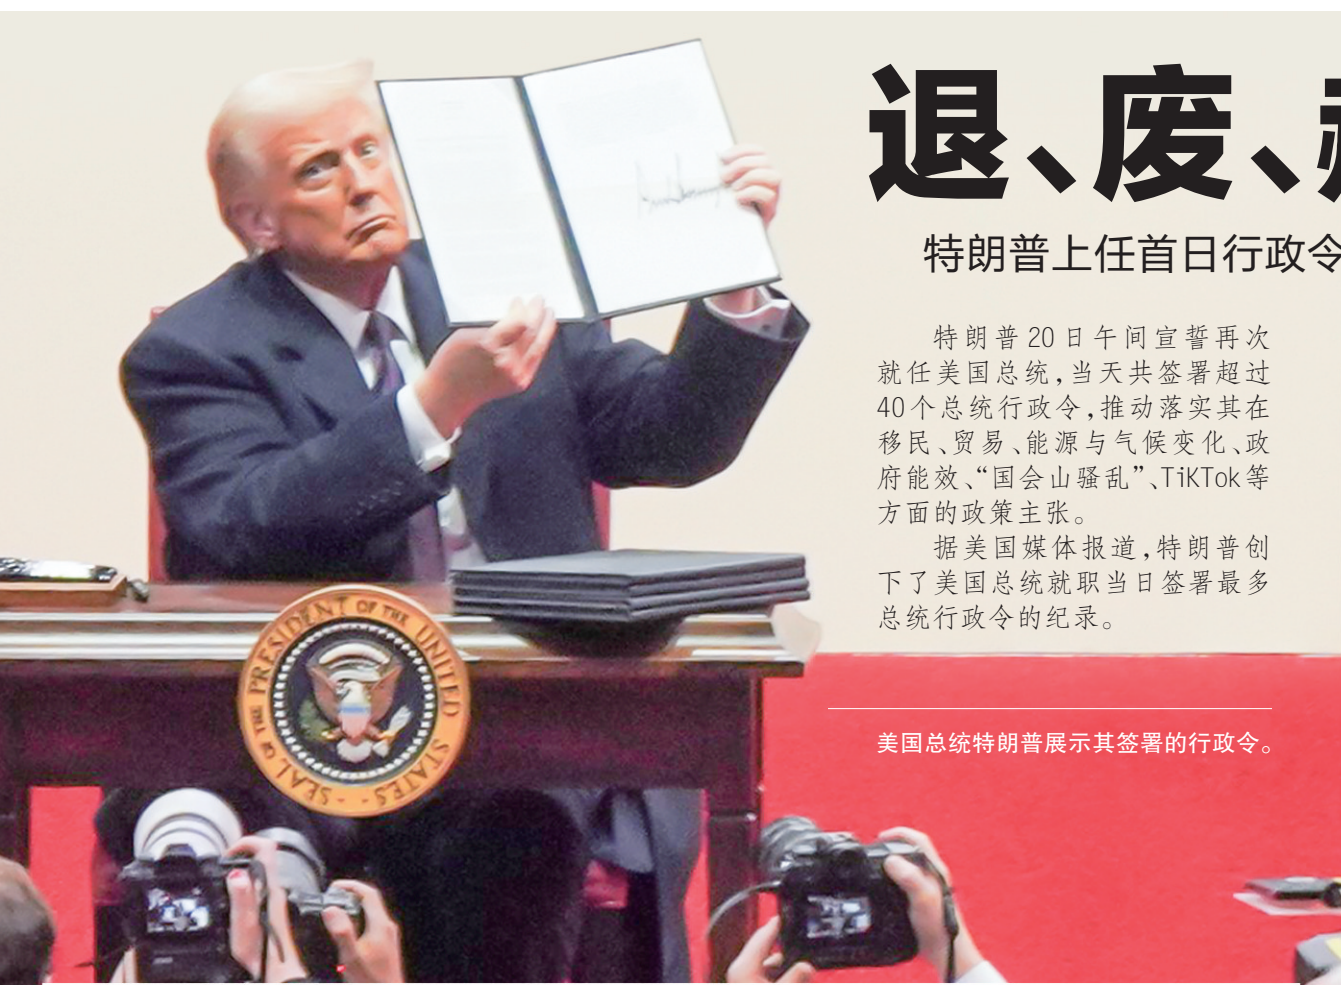 退、废、
特朗普上任首日行政令
特朗普20日午间宣誓再次
就任美国总统，当天共签署超过
40个总统行政令，推动落实其在
移民、贸易、能源与气候变化、政
府能效、“国会山骚乱”、TiKTok等
方面的政策主张。
据美国媒体报道，特朗普创
下了美国总统就职当日签署最多
总统行政令的纪录。
美国总统特朗普展示其签署的行政令。
SEAL OF THE PRESIDENT OF THE UNITED STATES